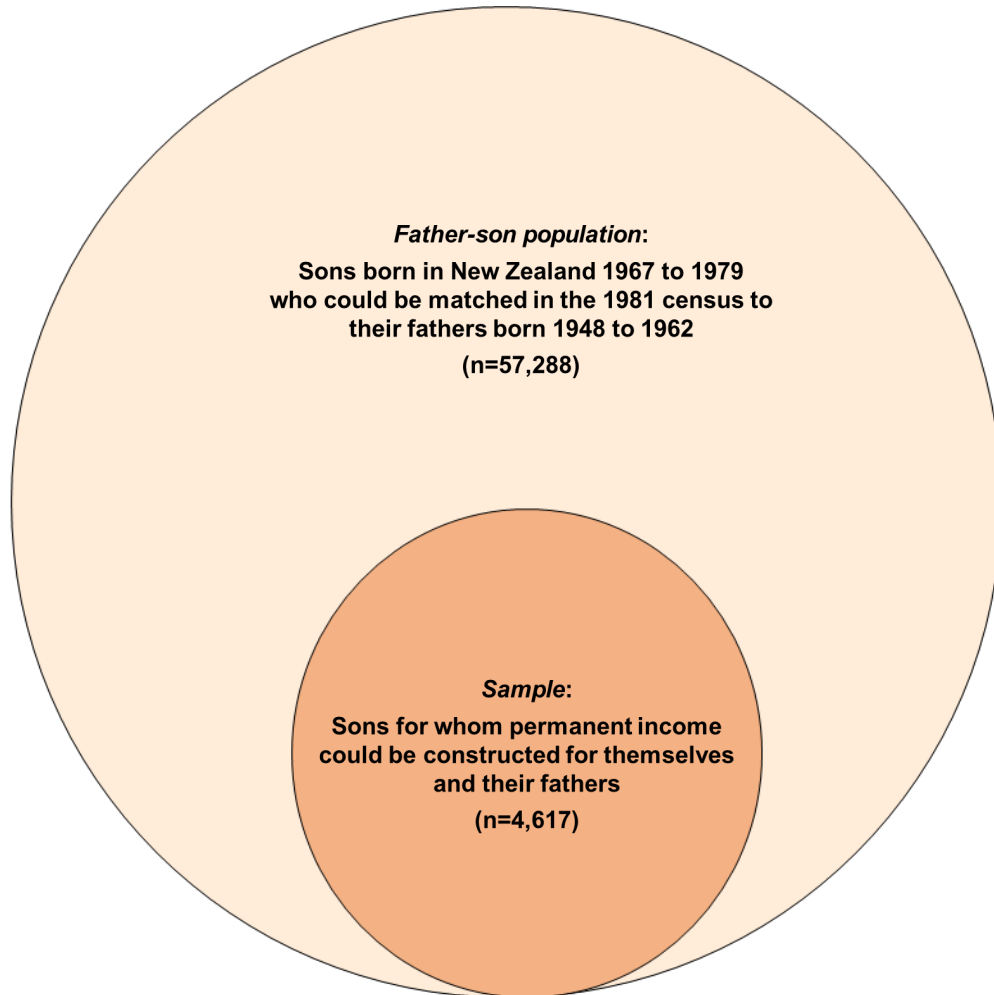 Father-son population:
Sons born in New Zealand 1967 to 1979
who could be matched in the 1981 census to
their fathers born 1948 to 1962
(n=57,288)
Sample:
Sons for whom permanent income
could be constructed for themselves
and their fathers
(n=4,617)